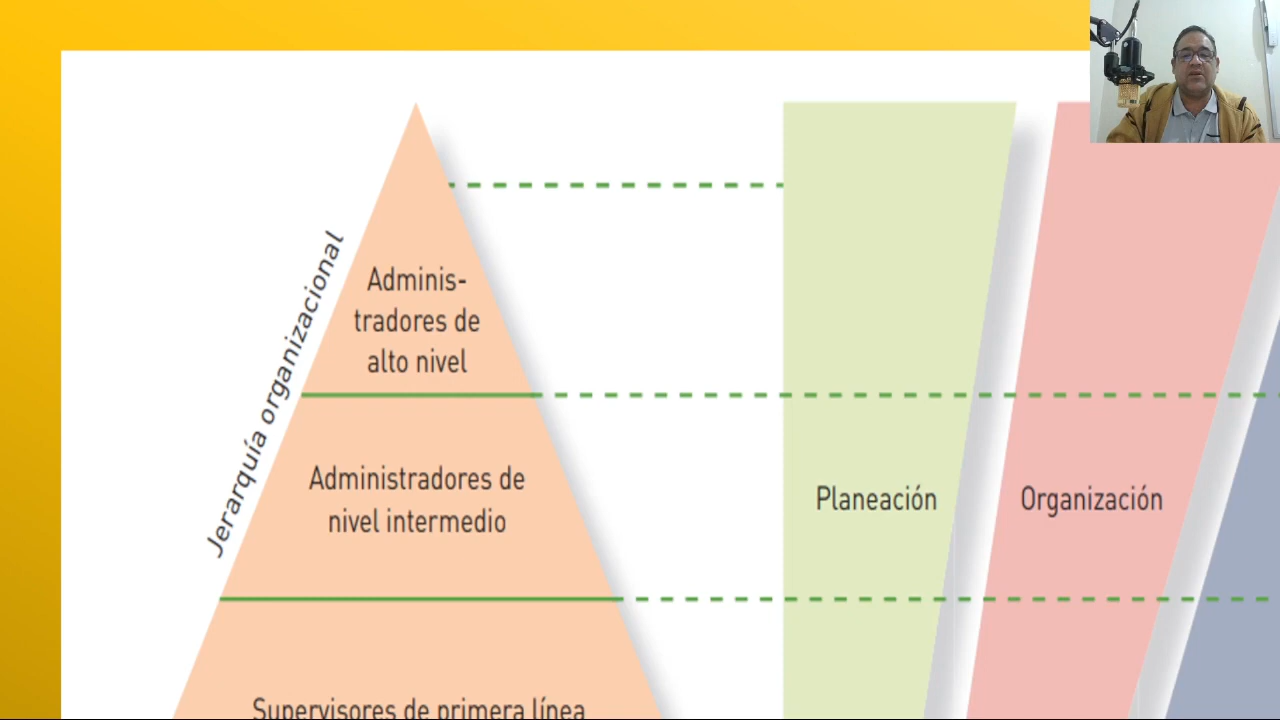 Jerarquía organizacional
Adminis-
tradores de
alto nivel
Administradores de
nivel intermedio
Planeación
Organización
Supervisores de primera línea